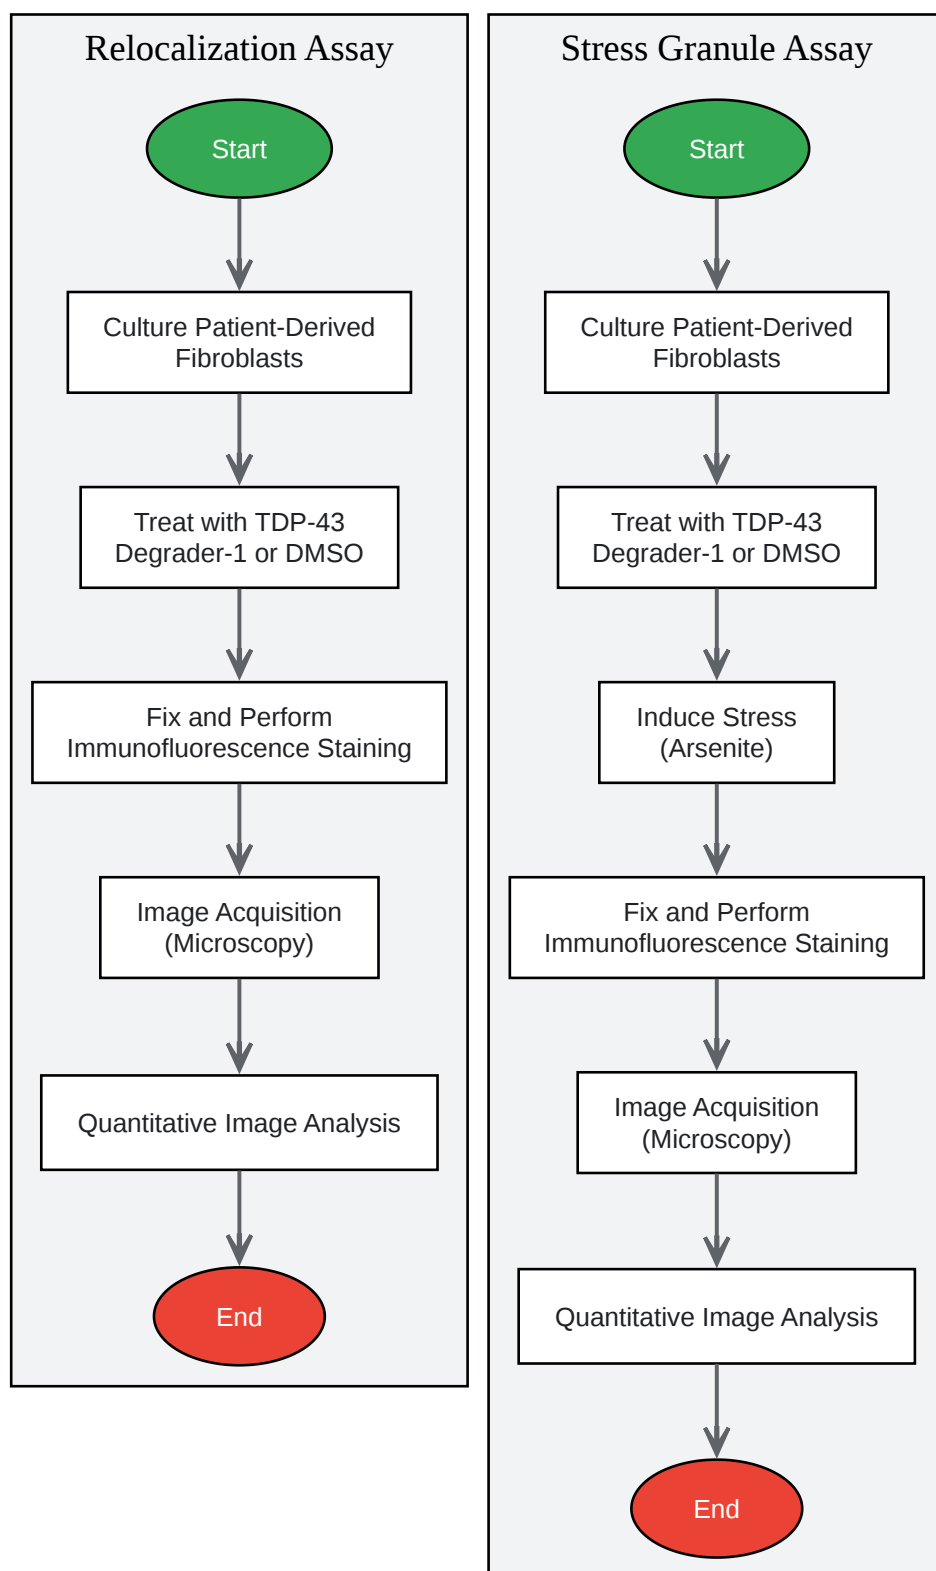 Relocalization Assay
Start
Culture Patient-Derived
Fibroblasts
Treat with TDP-43
Degrader-1 or DMSO
Fix and Perform
Immunofluorescence Staining
Image Acquisition
(Microscopy)
Quantitative Image Analysis
End
Stress Granule Assay
Start
Culture Patient-Derived
Fibroblasts
Treat with TDP-43
Degrader-1 or DMSO
Induce Stress
(Arsenite)
Fix and Perform
Immunofluorescence Staining
Image Acquisition
(Microscopy)
Quantitative Image Analysis
End